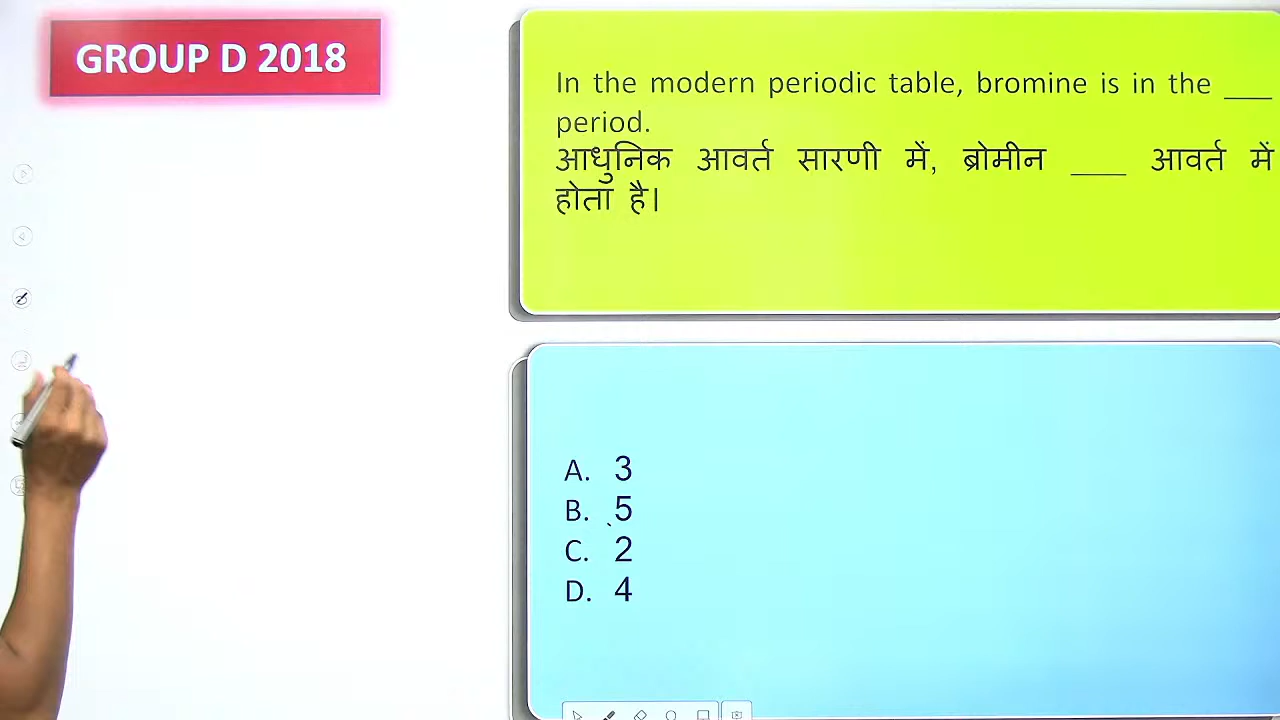 GROUP D 2018
In the modern periodic table, bromine is in the ___
period.
आधुनिक आवर्त सारणी में, ब्रोमीन ____ आवर्त में
होता है।
A. 3
B. 5
C. 2
D. 4